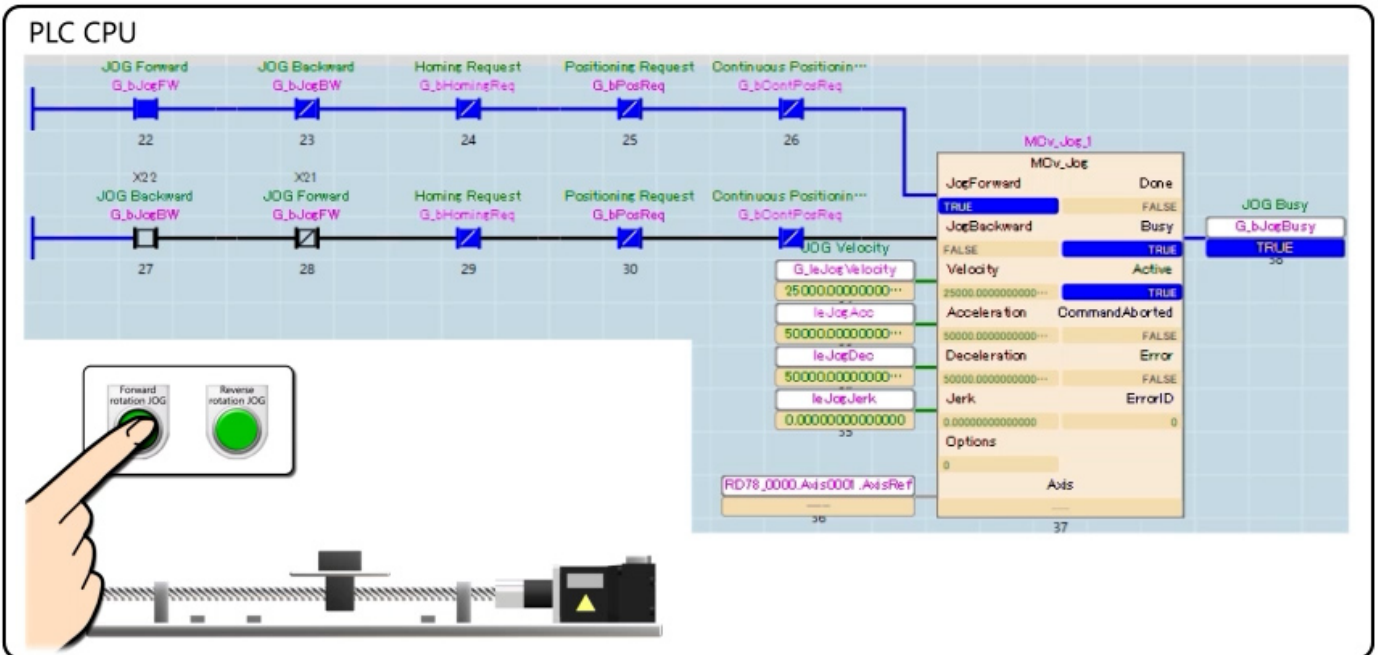 PLC CPU
JOG Forward JOG Backward Homing Request Positioning Request Continuous Positionin···
G_bJogFW G_bJogBW G_bHomingReq G_bPosReq G_bContPosReq
22 23 24 25 26
MCv_Jog_1
MCv_Jog
X22 X21
JOG Backward JOG Forward Homing Request Positioning Request Continuous Positionin···
G_bJogBW G_bJogFW G_bHomingReq G_bPosReq G_bContPosReq
27 28 29 30
JogForward Done
TRUE FALSE
JOG Busy
JogBackward Busy
G_bJogBusy
FALSE TRUE
TRUE
JOG Velocity
G_leJogVelocity
Velocity Active
25000.00000000···
25000.0000000000··· TRUE
leJogAcc
Acceleration CommandAborted
50000.00000000···
50000.0000000000··· FALSE
leJogDec
Deceleration Error
50000.00000000···
50000.0000000000··· FALSE
leJogJerk
Jerk ErrorID
0.00000000000000
0.00000000000000 0
Options
0
RD78_0000.Axis0001.AxisRef
Axis
37
Forward
rotation JOG
Reverse
rotation JOG